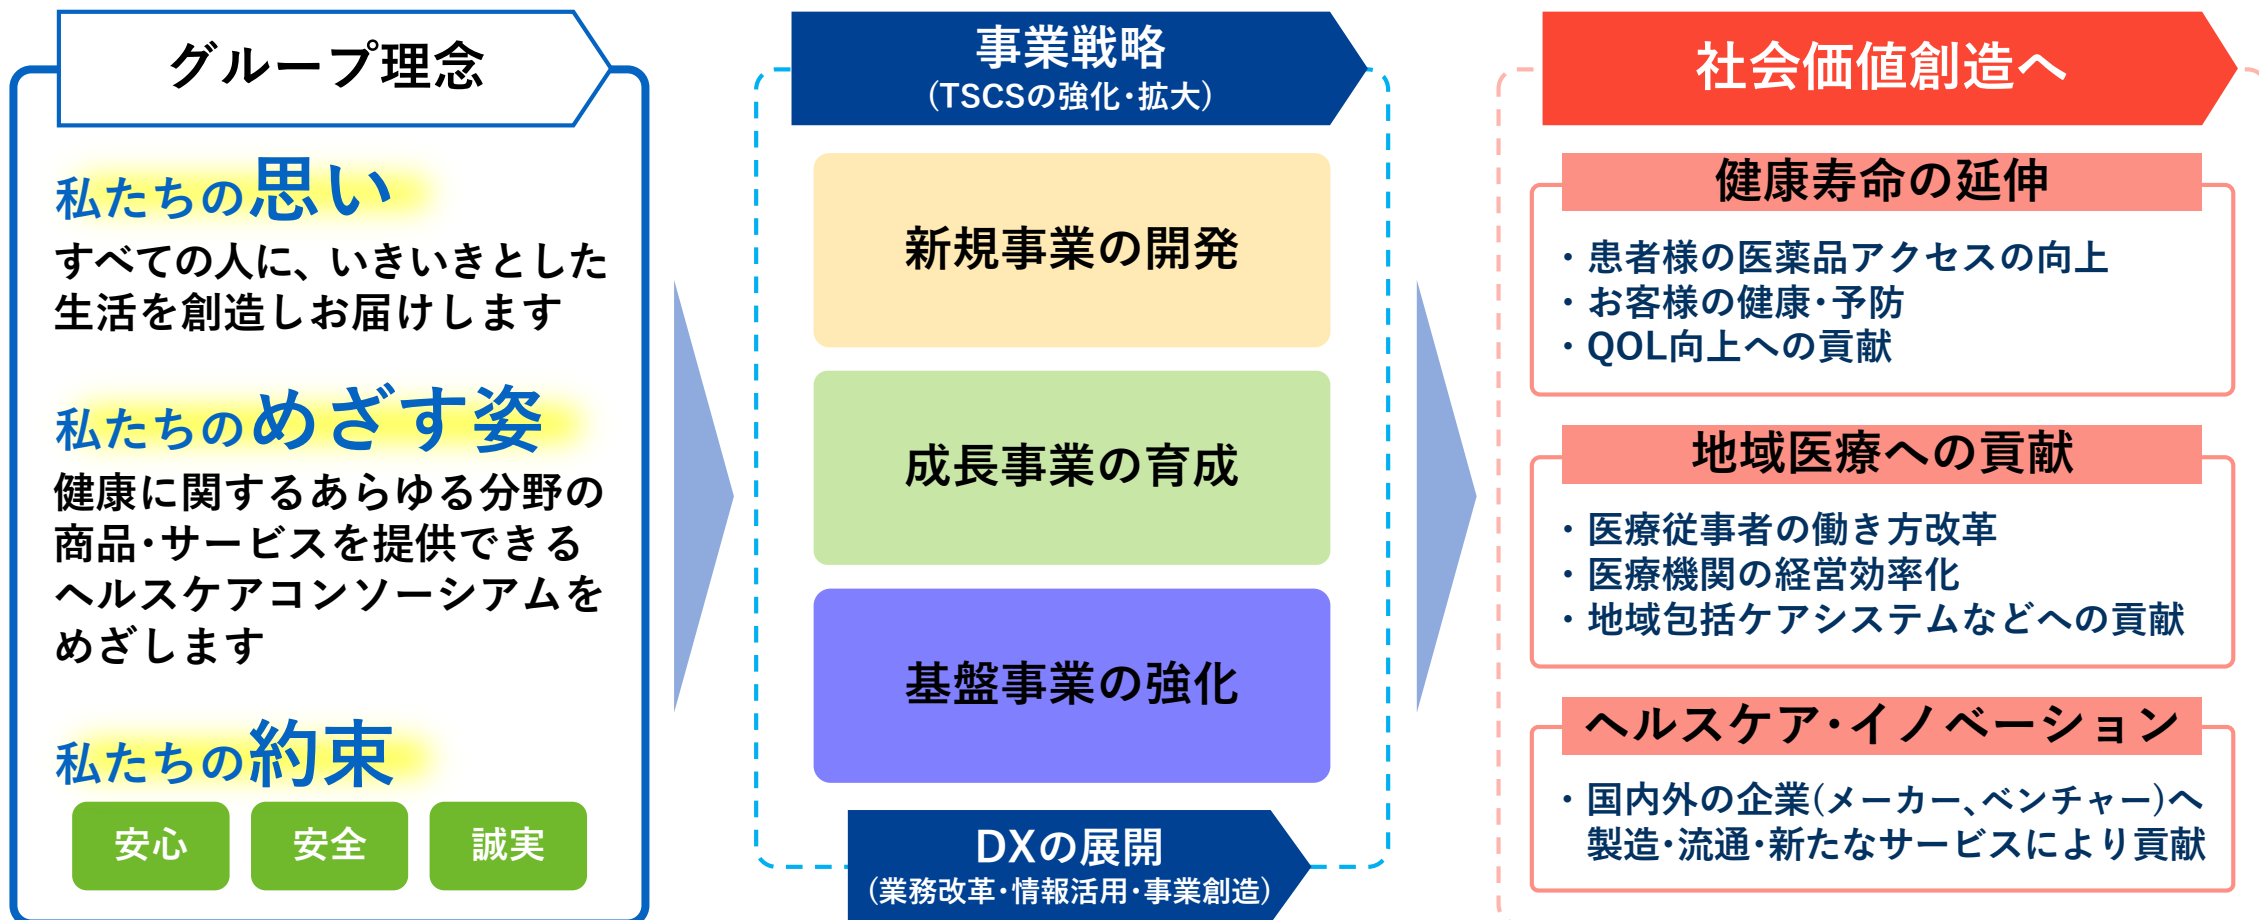 グループ理念
私たちの思い
すべての人に、いきいきとした
生活を創造しお届けします
私たちのめざす姿
健康に関するあらゆる分野の
商品・サービスを提供できる
ヘルスケアコンソーシアムを
めざします
私たちの約束
安心
安全
誠実
事業戦略
(TSCSの強化・拡大)
新規事業の開発
成長事業の育成
基盤事業の強化
DXの展開
(業務改革・情報活用・事業創造)
社会価値創造へ
健康寿命の延伸
・患者様の医薬品アクセスの向上
・お客様の健康・予防
・QOL向上への貢献
地域医療への貢献
・医療従事者の働き方改革
・医療機関の経営効率化
・地域包括ケアシステムなどへの貢献
ヘルスケア・イノベーション
・国内外の企業(メーカー、ベンチャー)へ
製造・流通・新たなサービスにより貢献